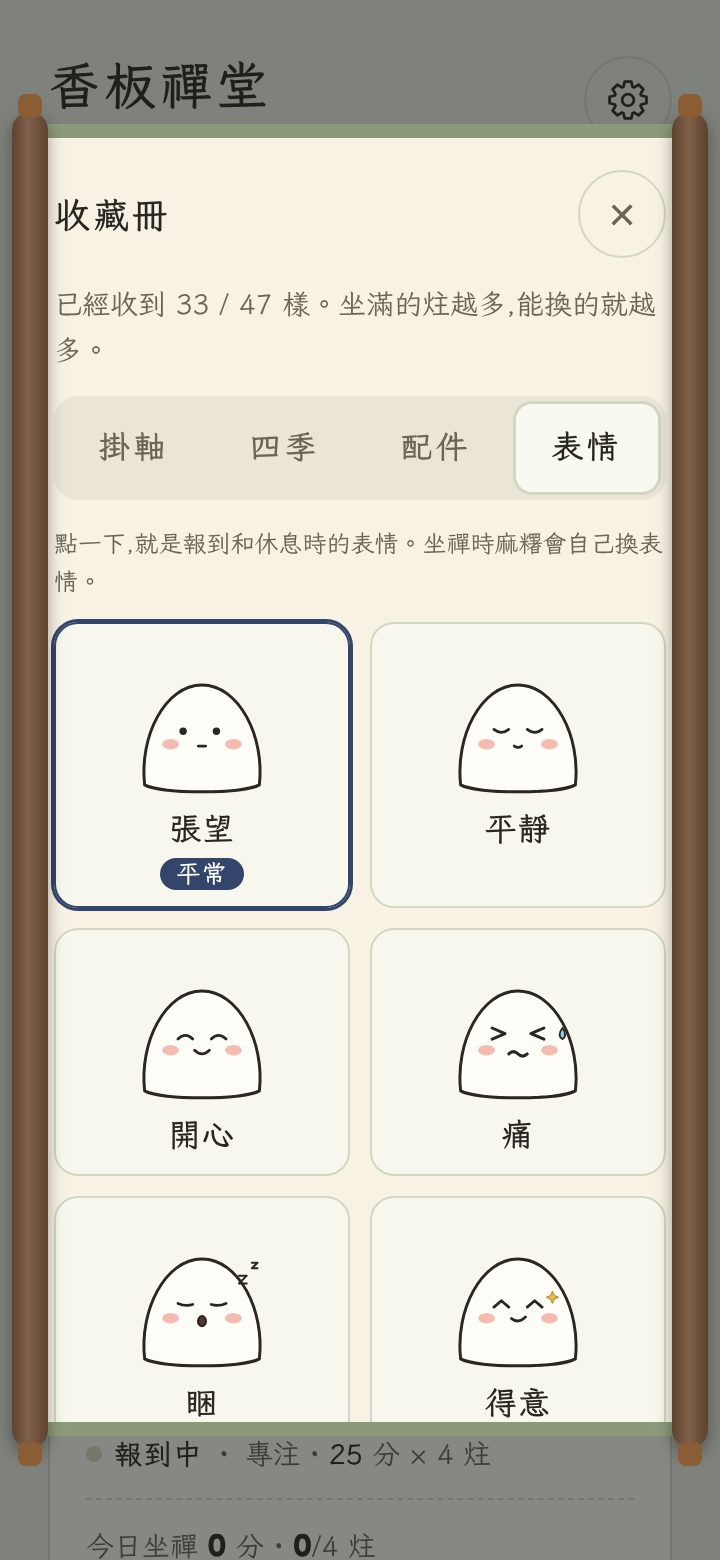 香板禪堂
收藏冊
已經收到 33 / 47 樣。坐滿的炷越多,能換的就越
多。
掛軸 四季 配件 表情
點一下,就是報到和休息時的表情。坐禪時麻糬會自己換表
情。
張望 平靜
平常
開心 痛
z z
睏 得意
報到中 · 專注 · 25 分 × 4 炷
今日坐禪 0 分 · 0/4 炷